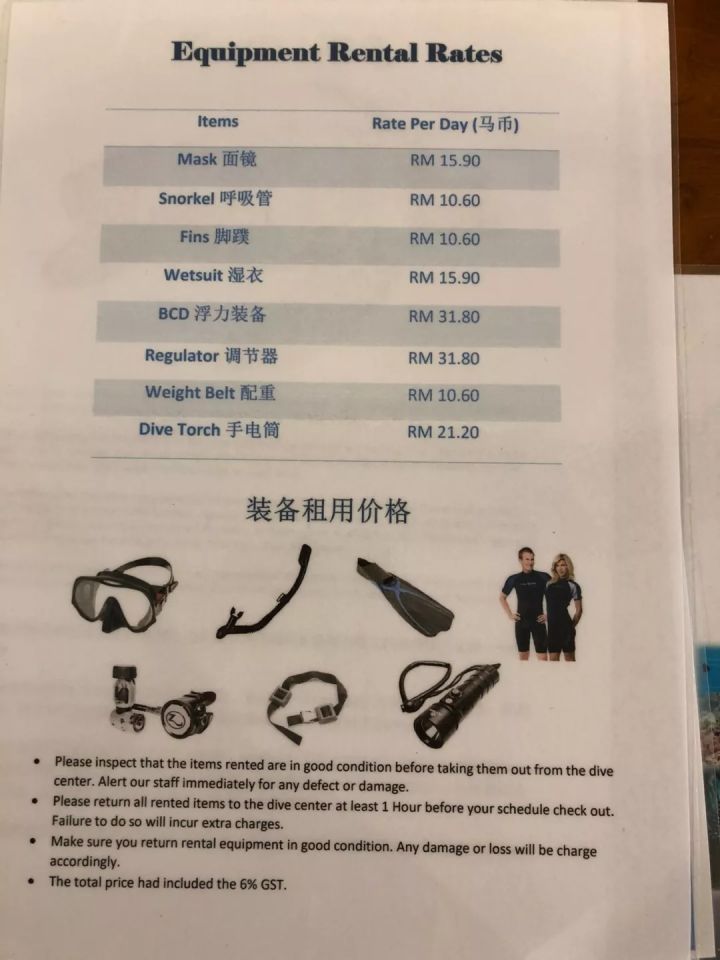 Equipment Rental Rates
Items Rate Per Day (马币)
Mask 面镜 RM 15.90
Snorkel 呼吸管 RM 10.60
Fins 脚蹼 RM 10.60
Wetsuit 湿衣 RM 15.90
BCD 浮力装备 RM 31.80
Regulator 调节器 RM 31.80
Weight Belt 配重 RM 10.60
Dive Torch 手电筒 RM 21.20
装备租用价格
• Please inspect that the items rented are in good condition before taking them out from the dive
center. Alert our staff immediately for any defect or damage.
• Please return all rented items to the dive center at least 1 Hour before your schedule check out.
Failure to do so will incur extra charges.
• Make sure you return rental equipment in good condition. Any damage or loss will be charge
accordingly.
• The total price had included the 6% GST.